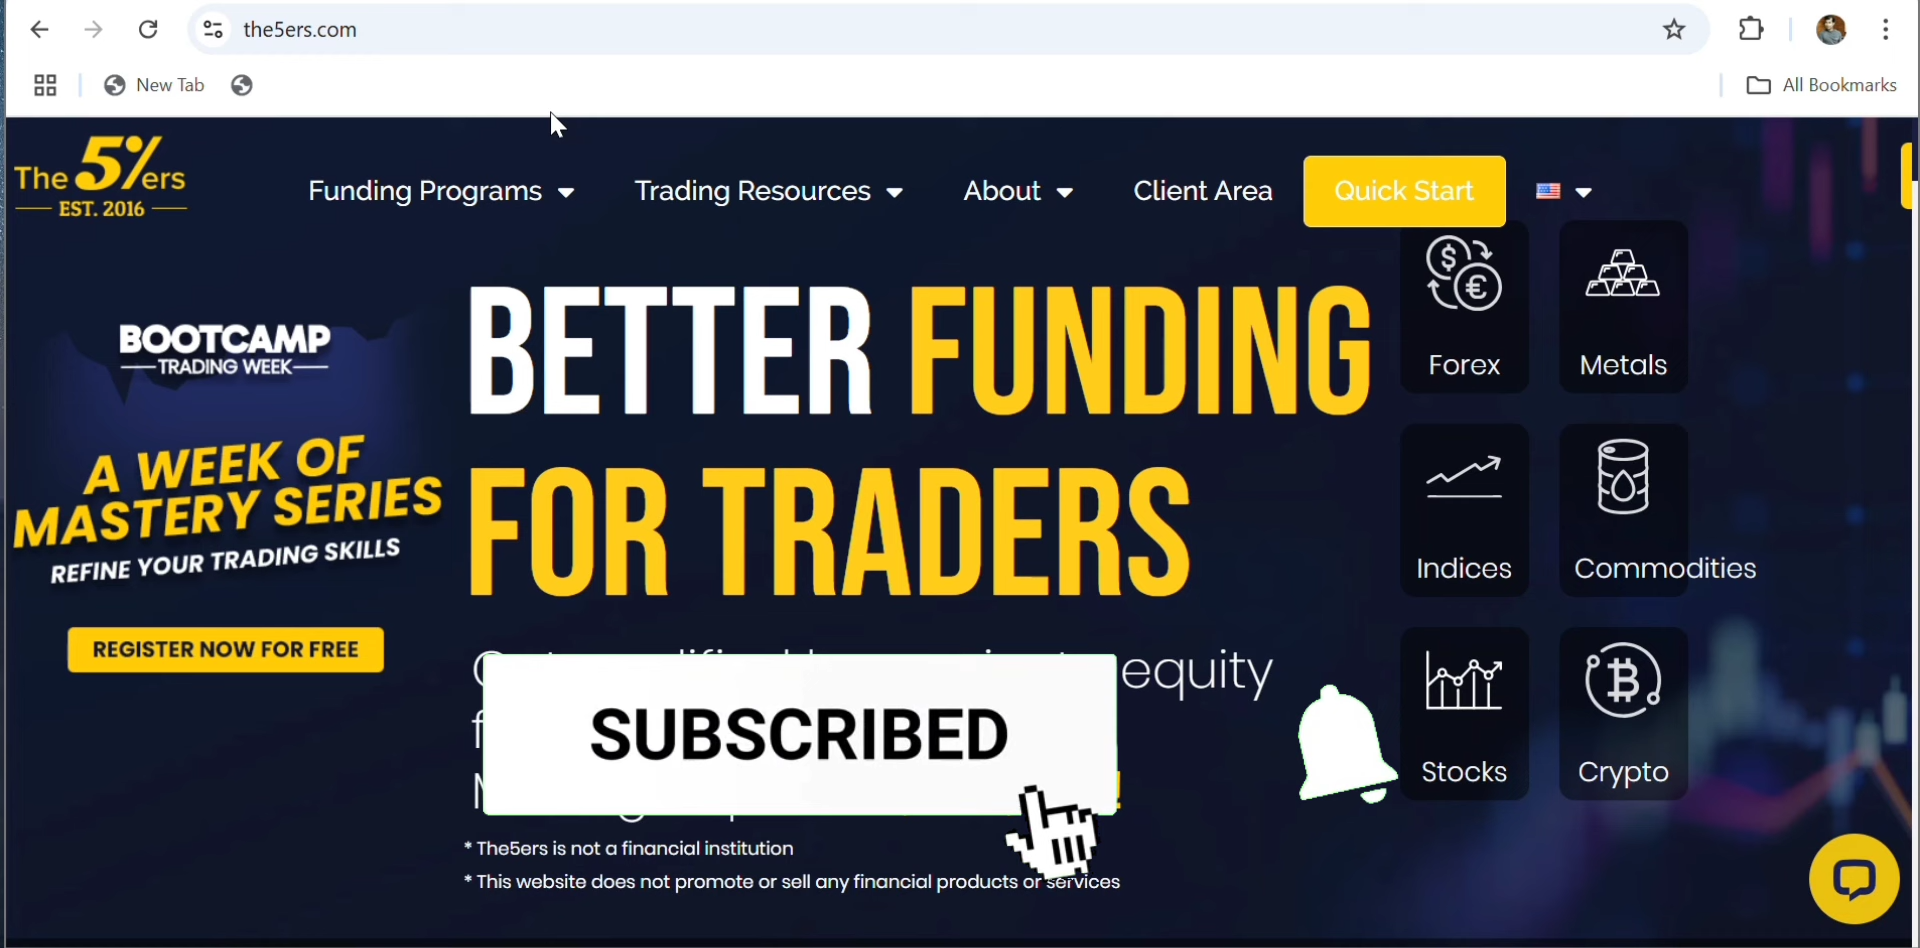 the5ers.com
New Tab
All Bookmarks
The 5%ers
EST. 2016
Funding Programs
Trading Resources
About
Client Area
Quick Start
BOOTCAMP
TRADING WEEK
A WEEK OF
MASTERY SERIES
REFINE YOUR TRADING SKILLS
REGISTER NOW FOR FREE
BETTER FUNDING
FOR TRADERS
equity
SUBSCRIBED
* The5ers is not a financial institution
* This website does not promote or sell any financial products or services
Forex
Metals
Indices
Commodities
Stocks
Crypto